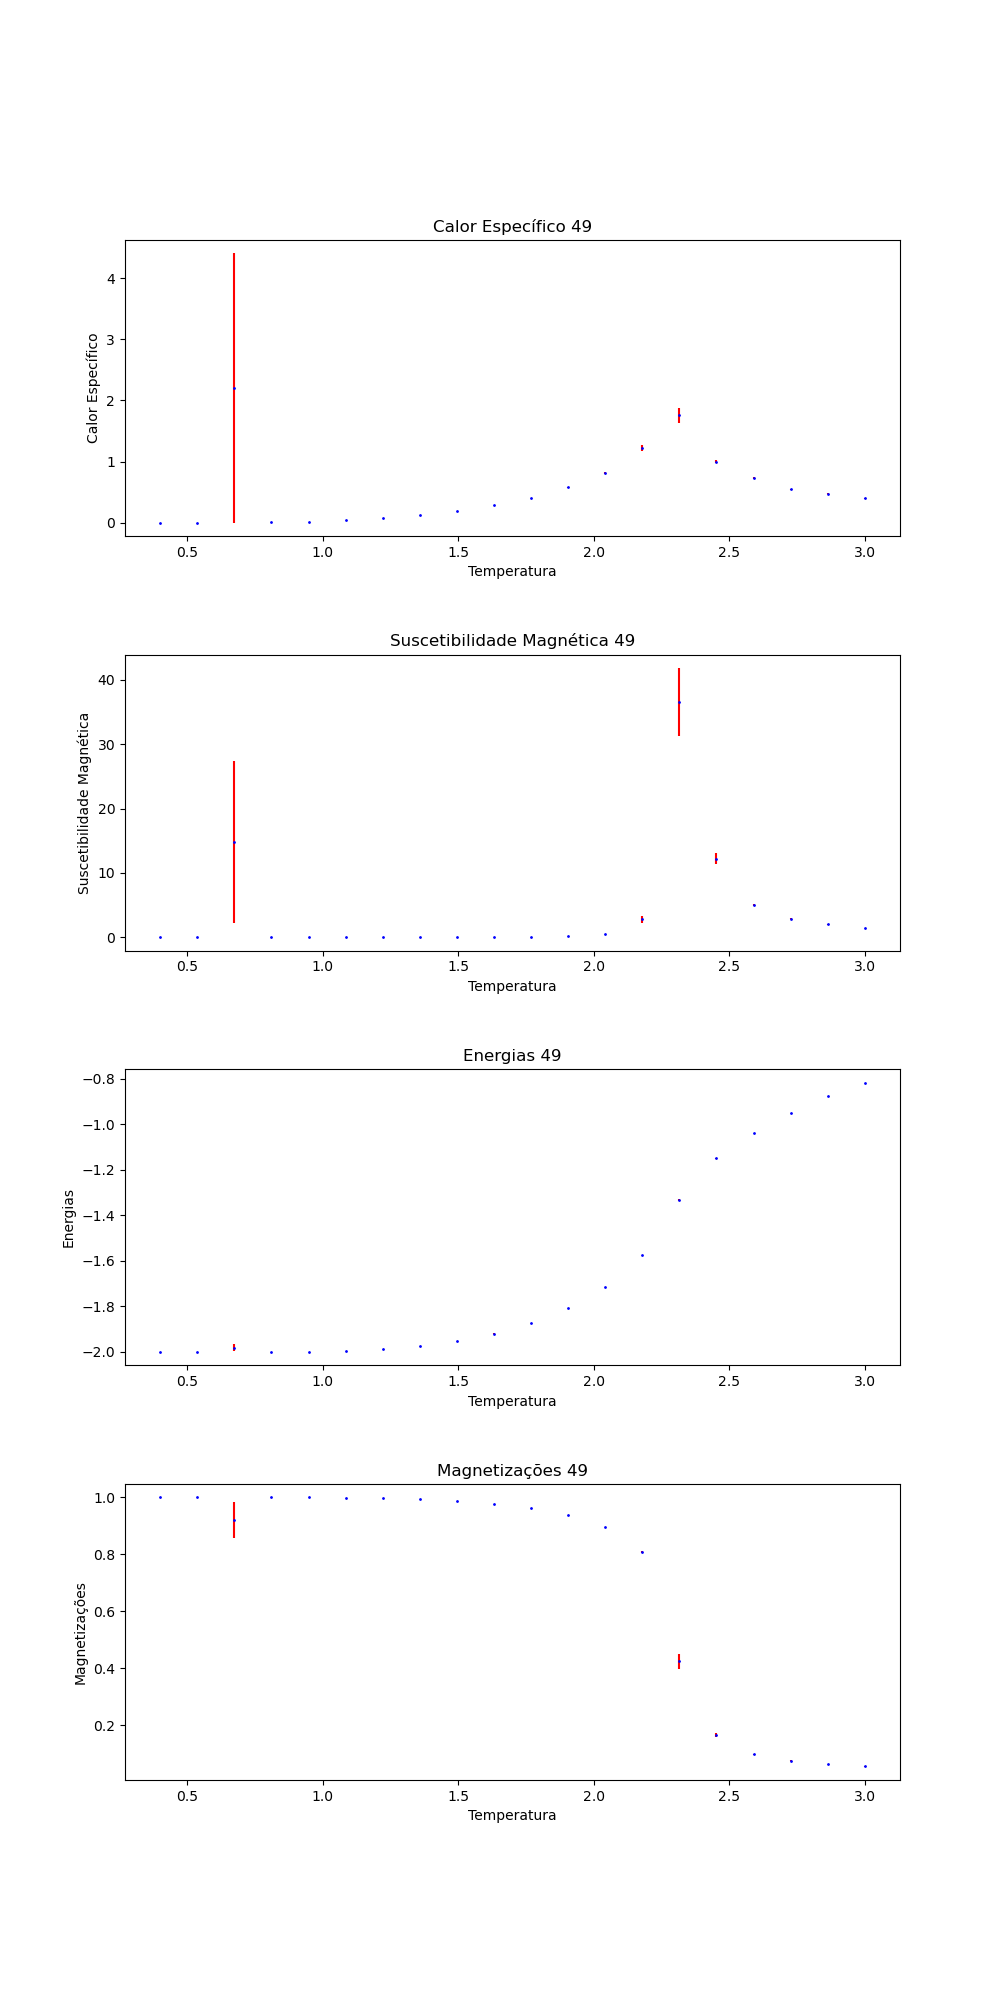 Calor Específico 49
4
3
2
1
0
Calor Específico
0.5 1.0 1.5 2.0 2.5 3.0
Temperatura
Suscetibilidade Magnética 49
40
30
20
10
0
Suscetibilidade Magnética
0.5 1.0 1.5 2.0 2.5 3.0
Temperatura
Energias 49
−0.8
−1.0
−1.2
−1.4
−1.6
−1.8
−2.0
Energias
0.5 1.0 1.5 2.0 2.5 3.0
Temperatura
Magnetizações 49
1.0
0.8
0.6
0.4
0.2
Magnetizações
0.5 1.0 1.5 2.0 2.5 3.0
Temperatura